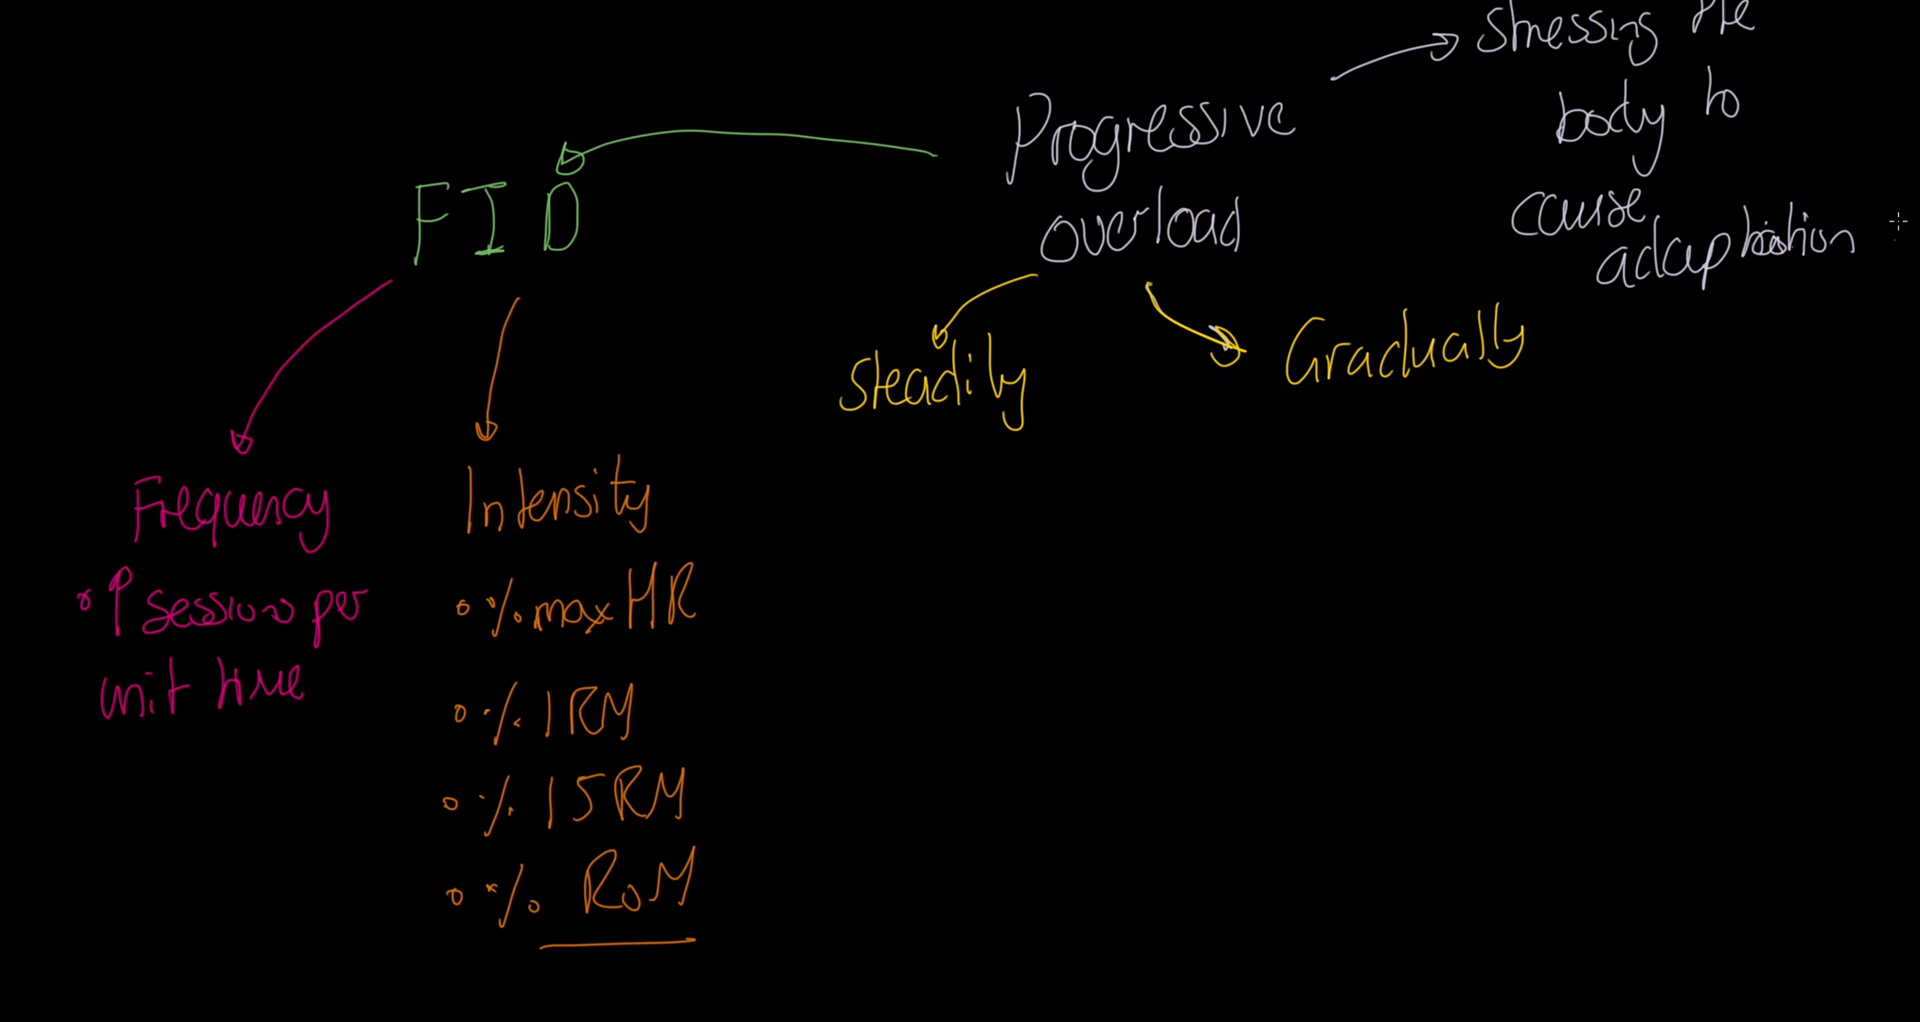 Stressing the
body to
cause
adaptation
Progressive
overload
FID
Steadily
Gradually
Frequency
• ↑ sessions per
unit time
Intensity
• % max HR
• % 1RM
• % 15RM
• % ROM